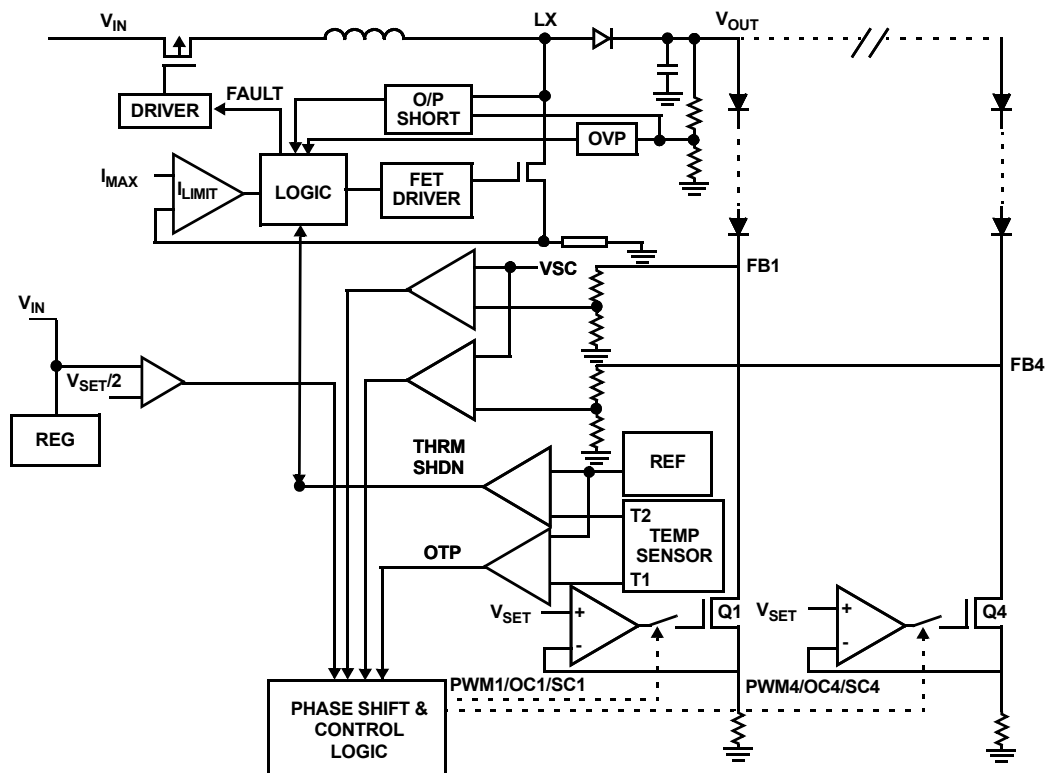 VIN
LX
VOUT
FAULT
DRIVER
O/P
SHORT
OVP
IMAX
ILIMIT
LOGIC
FET
DRIVER
FB1
VSC
VIN
VSET/2
FB4
REG
THRM
SHDN
REF
T2
TEMP
SENSOR
OTP
T1
VSET
+
-
Q1
VSET
+
-
Q4
PWM1/OC1/SC1
PWM4/OC4/SC4
PHASE SHIFT &
CONTROL
LOGIC